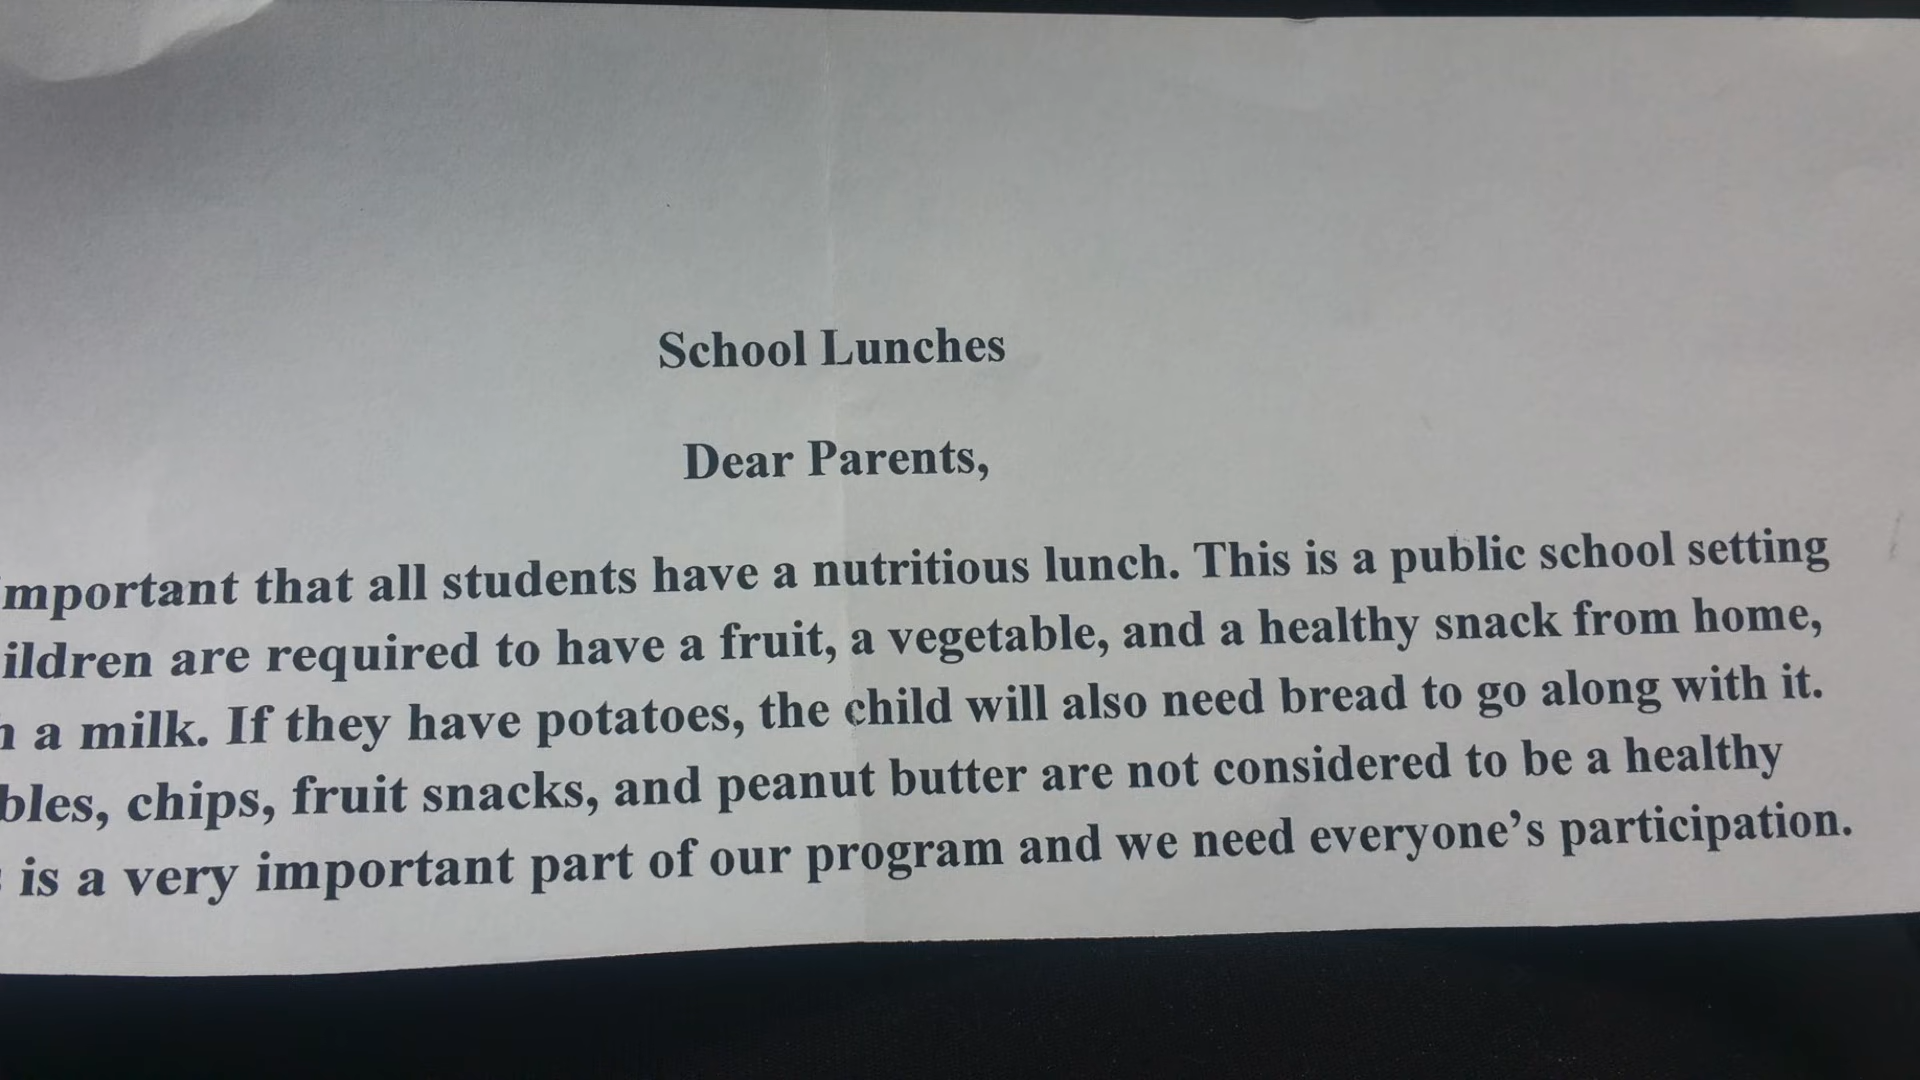 School Lunches
Dear Parents,
mportant that all students have a nutritious lunch. This is a public school setting
ildren are required to have a fruit, a vegetable, and a healthy snack from home,
a milk. If they have potatoes, the child will also need bread to go along with it.
bles, chips, fruit snacks, and peanut butter are not considered to be a healthy
is a very important part of our program and we need everyone's participation.